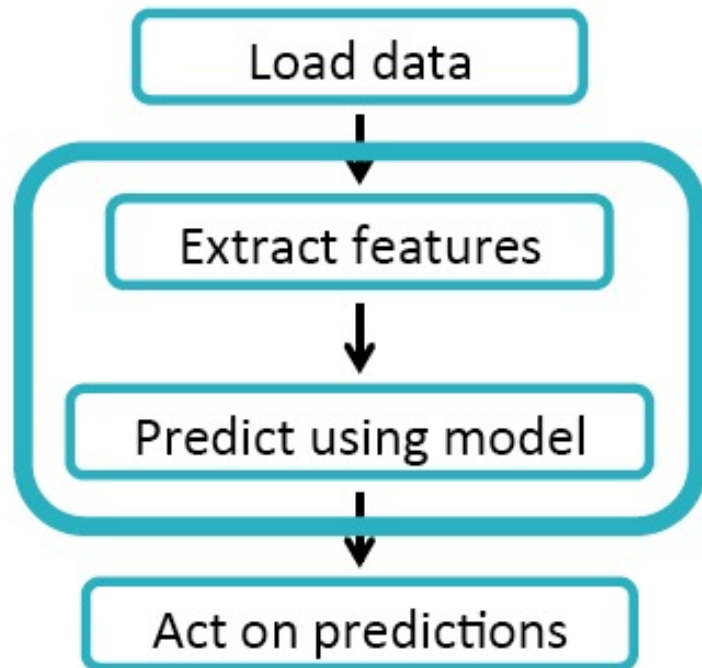 Load data
Extract features
Predict using model
Act on predictions